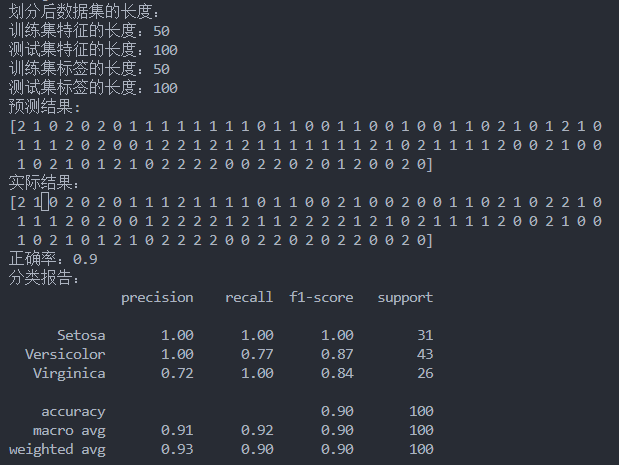 划分后数据集的长度:
训练集特征的长度: 50
测试集特征的长度: 100
训练集标签的长度: 50
测试集标签的长度: 100
预测结果:
[2 1 0 2 0 2 0 1 1 1 1 1 1 1 1 0 1 1 0 0 1 1 0 0 1 0 0 1 1 0 2 1 0 1 2 1 0
1 1 1 2 0 2 0 0 1 2 2 1 2 1 2 1 1 1 1 1 1 1 2 1 0 1 1 1 1 1 2 0 0 2 1 0 0
1 0 2 1 0 1 2 1 0 2 2 2 2 0 0 2 2 0 2 0 1 2 0 0 2 0]
实际结果:
[2 1 0 2 0 2 0 1 1 1 2 1 1 1 1 0 1 1 0 0 2 1 0 0 2 0 0 1 1 0 2 1 0 2 2 1 0
1 1 1 2 0 2 0 0 1 2 2 2 2 1 2 1 1 2 2 2 2 1 2 1 0 2 1 1 1 1 2 0 0 2 1 0 0
1 0 2 1 0 1 2 1 0 2 2 2 2 0 0 2 2 0 2 0 2 2 0 0 2 0]
正确率: 0.9
分类报告:
precision recall f1-score support
Setosa 1.00 1.00 1.00 31
Versicolor 1.00 0.77 0.87 43
Virginica 0.72 1.00 0.84 26
accuracy 0.90 100
macro avg 0.91 0.92 0.90 100
weighted avg 0.93 0.90 0.90 100